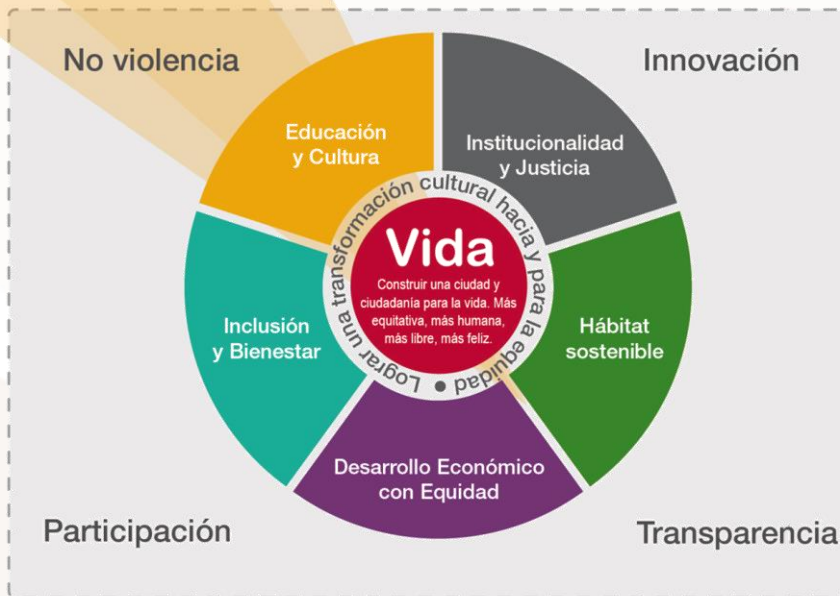 No violencia
Innovación
Educación
y Cultura
Institucionalidad
y Justicia
Lograr una transformación cultural hacia y para la equidad •
Vida
Construir una ciudad y
ciudadanía para la vida. Más
equitativa, más humana,
más libre, más feliz.
Inclusión
y Bienestar
Hábitat
sostenible
Desarrollo Económico
con Equidad
Participación
Transparencia